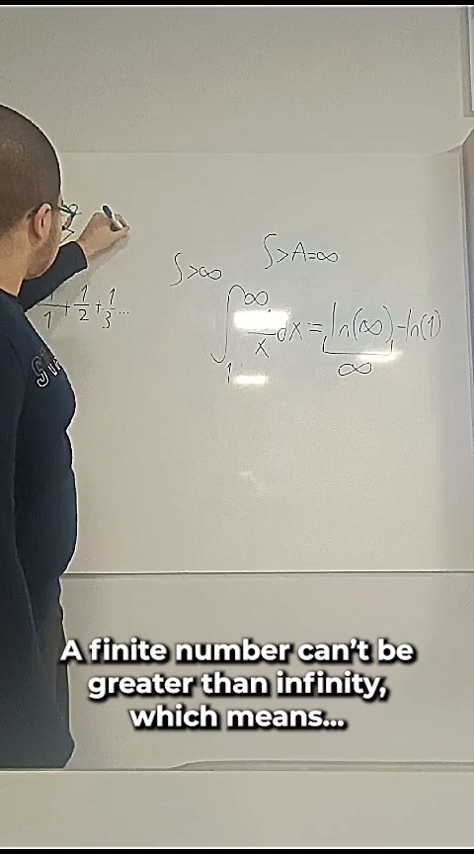 S>A=∞
S>∞
1/1+1/2+1/3...
∫₁^∞ 1/x dx = ln(∞)-ln(1)
∞
A finite number can't be
greater than infinity,
which means...